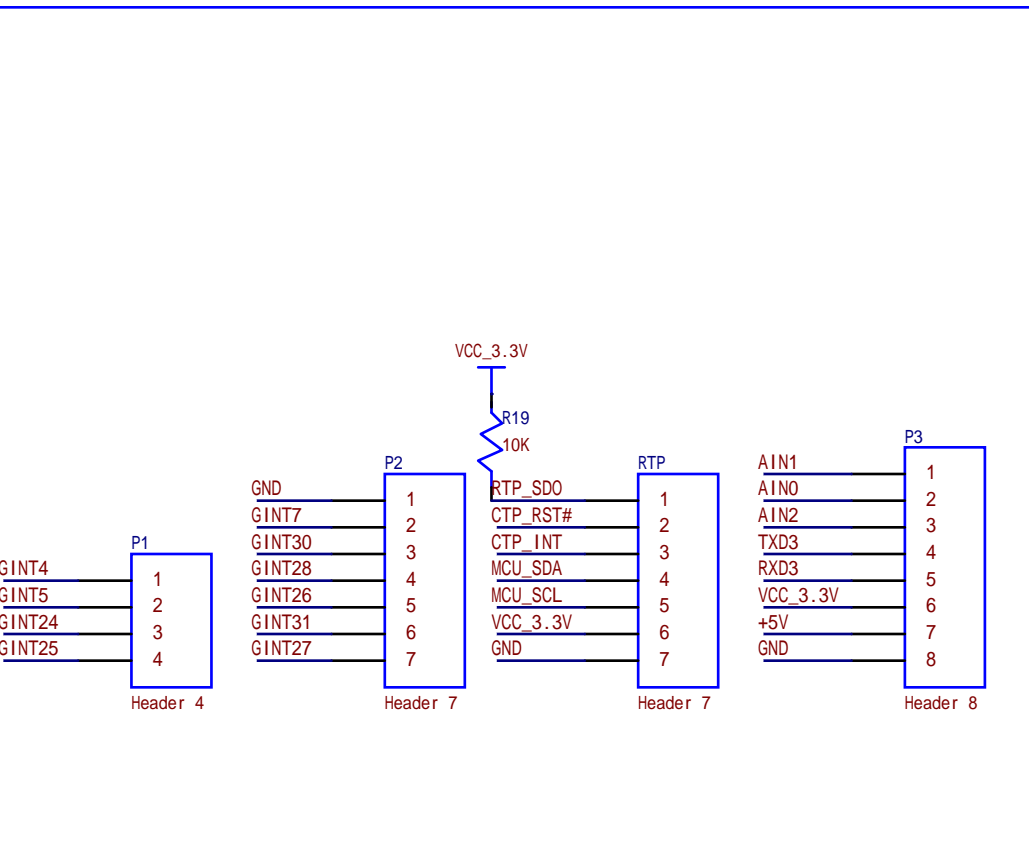 VCC_3.3V
R19
10K
P1
GINT4
1
GINT5
2
GINT24
3
GINT25
4
Header 4
P2
GND
1
GINT7
2
GINT30
3
GINT28
4
GINT26
5
GINT31
6
GINT27
7
Header 7
RTP
RTP_SDO
1
CTP_RST#
2
CTP_INT
3
MCU_SDA
4
MCU_SCL
5
VCC_3.3V
6
GND
7
Header 7
P3
AIN1
1
AIN0
2
AIN2
3
TXD3
4
RXD3
5
VCC_3.3V
6
+5V
7
GND
8
Header 8